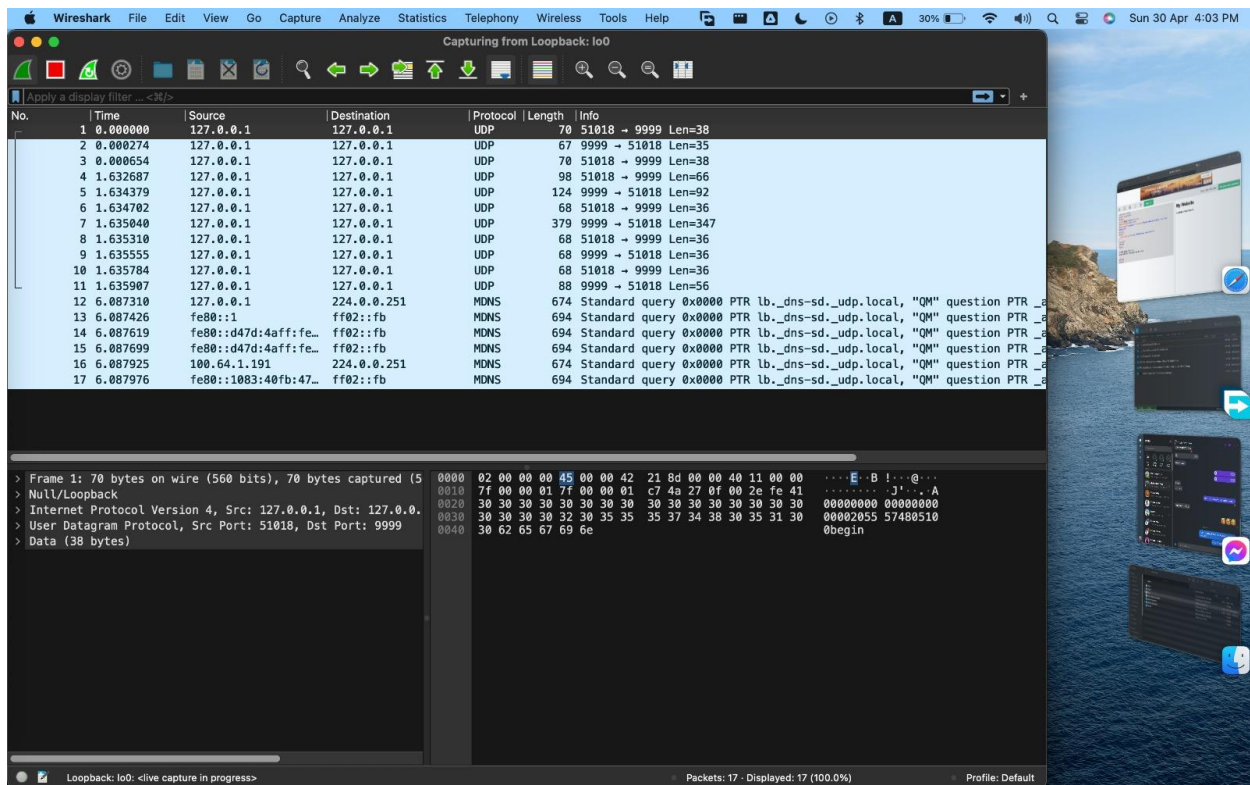 Wireshark File Edit View Go Capture Analyze Statistics Telephony Wireless Tools Help A 30% Sun 30 Apr 4:03 PM
Capturing from Loopback: lo0
Apply a display filter ... <⌘/>
No. Time Source Destination Protocol Length Info
1 0.000000 127.0.0.1 127.0.0.1 UDP 70 51018 → 9999 Len=38
2 0.000274 127.0.0.1 127.0.0.1 UDP 67 9999 → 51018 Len=35
3 0.000654 127.0.0.1 127.0.0.1 UDP 70 51018 → 9999 Len=38
4 1.632687 127.0.0.1 127.0.0.1 UDP 98 51018 → 9999 Len=66
5 1.634379 127.0.0.1 127.0.0.1 UDP 124 9999 → 51018 Len=92
6 1.634702 127.0.0.1 127.0.0.1 UDP 68 51018 → 9999 Len=36
7 1.635040 127.0.0.1 127.0.0.1 UDP 379 9999 → 51018 Len=347
8 1.635310 127.0.0.1 127.0.0.1 UDP 68 51018 → 9999 Len=36
9 1.635555 127.0.0.1 127.0.0.1 UDP 68 9999 → 51018 Len=36
10 1.635784 127.0.0.1 127.0.0.1 UDP 68 51018 → 9999 Len=36
11 1.635907 127.0.0.1 127.0.0.1 UDP 88 9999 → 51018 Len=56
12 6.087310 127.0.0.1 224.0.0.251 MDNS 674 Standard query 0x0000 PTR lb._dns-sd._udp.local, "QM" question PTR _a
13 6.087426 fe80::1 ff02::fb MDNS 694 Standard query 0x0000 PTR lb._dns-sd._udp.local, "QM" question PTR _a
14 6.087619 fe80::d47d:4aff:fe… ff02::fb MDNS 694 Standard query 0x0000 PTR lb._dns-sd._udp.local, "QM" question PTR _a
15 6.087699 fe80::d47d:4aff:fe… ff02::fb MDNS 694 Standard query 0x0000 PTR lb._dns-sd._udp.local, "QM" question PTR _a
16 6.087925 100.64.1.191 224.0.0.251 MDNS 674 Standard query 0x0000 PTR lb._dns-sd._udp.local, "QM" question PTR _a
17 6.087976 fe80::1083:40fb:47… ff02::fb MDNS 694 Standard query 0x0000 PTR lb._dns-sd._udp.local, "QM" question PTR _a
> Frame 1: 70 bytes on wire (560 bits), 70 bytes captured (5
> Null/Loopback
> Internet Protocol Version 4, Src: 127.0.0.1, Dst: 127.0.0.
> User Datagram Protocol, Src Port: 51018, Dst Port: 9999
> Data (38 bytes)
0000 02 00 00 00 45 00 00 42 21 8d 00 00 40 11 00 00 ····E··B !···@···
0010 7f 00 00 01 7f 00 00 01 c7 4a 27 0f 00 2e fe 41 ········ ·J'··.·A
0020 30 30 30 30 30 30 30 30 30 30 30 30 30 30 30 30 00000000 00000000
0030 30 30 30 30 32 30 35 35 35 37 34 38 30 35 31 30 00002055 57480510
0040 30 62 65 67 69 6e 0begin
Loopback: lo0: <live capture in progress> Packets: 17 · Displayed: 17 (100.0%) Profile: Default
My Website